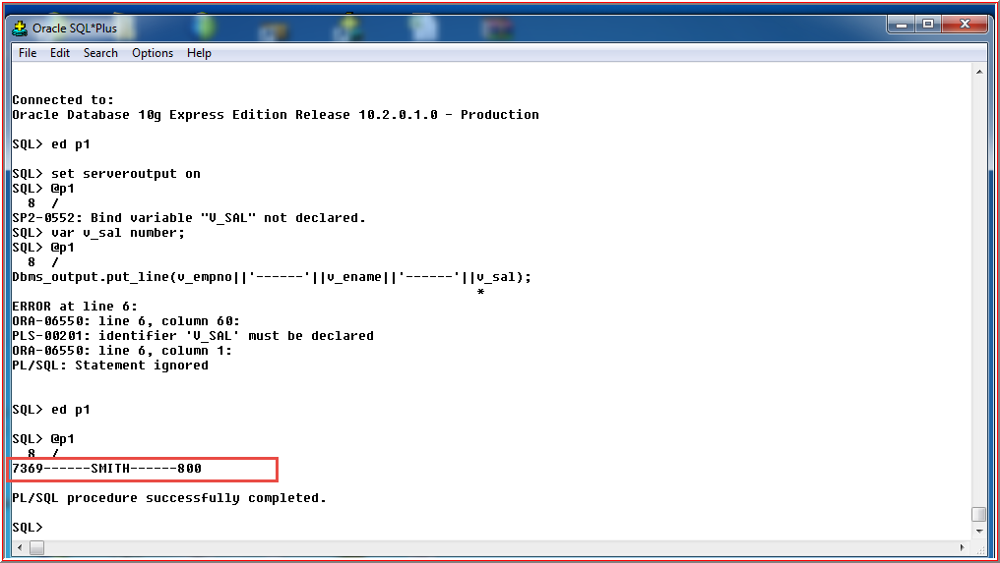 Oracle SQL*Plus
File Edit Search Options Help
Connected to:
Oracle Database 10g Express Edition Release 10.2.0.1.0 - Production
SQL> ed p1
SQL> set serveroutput on
SQL> @p1
8 /
SP2-0552: Bind variable "V_SAL" not declared.
SQL> var v_sal number;
SQL> @p1
8 /
Dbms_output.put_line(v_empno||'------'||v_ename||'------'||v_sal);
*
ERROR at line 6:
ORA-06550: line 6, column 60:
PLS-00201: identifier 'V_SAL' must be declared
ORA-06550: line 6, column 1:
PL/SQL: Statement ignored
SQL> ed p1
SQL> @p1
8 /
7369------SMITH------800
PL/SQL procedure successfully completed.
SQL>